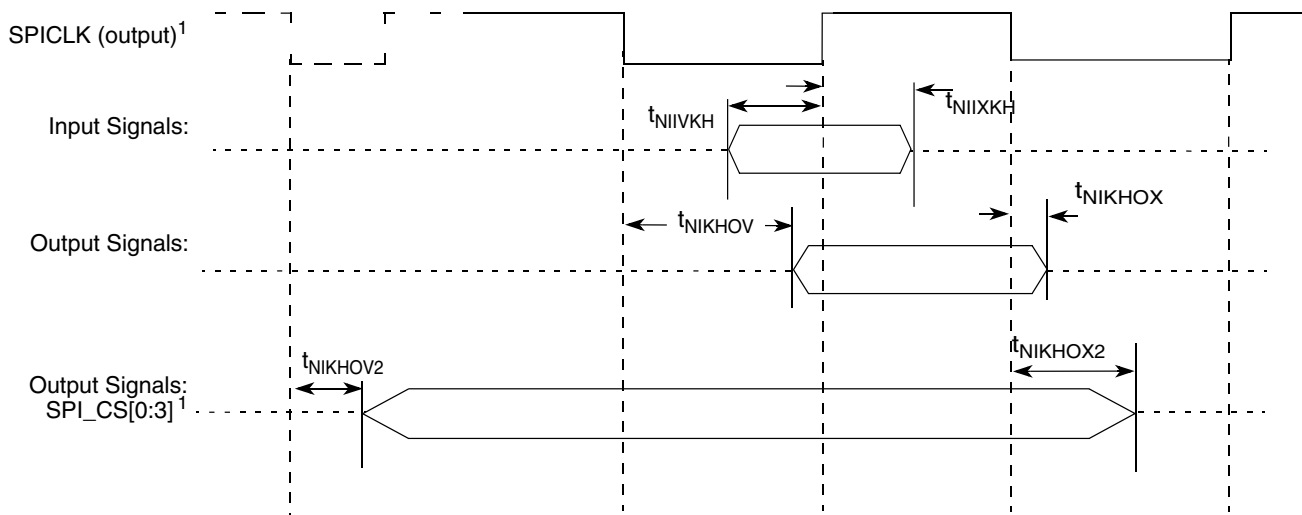 SPICLK (output)1
tNIIVKH
tNIIXKH
Input Signals:
tNIKHOX
tNIKHOV
Output Signals:
tNIKHOV2
tNIKHOX2
Output Signals:
SPI_CS[0:3] 1